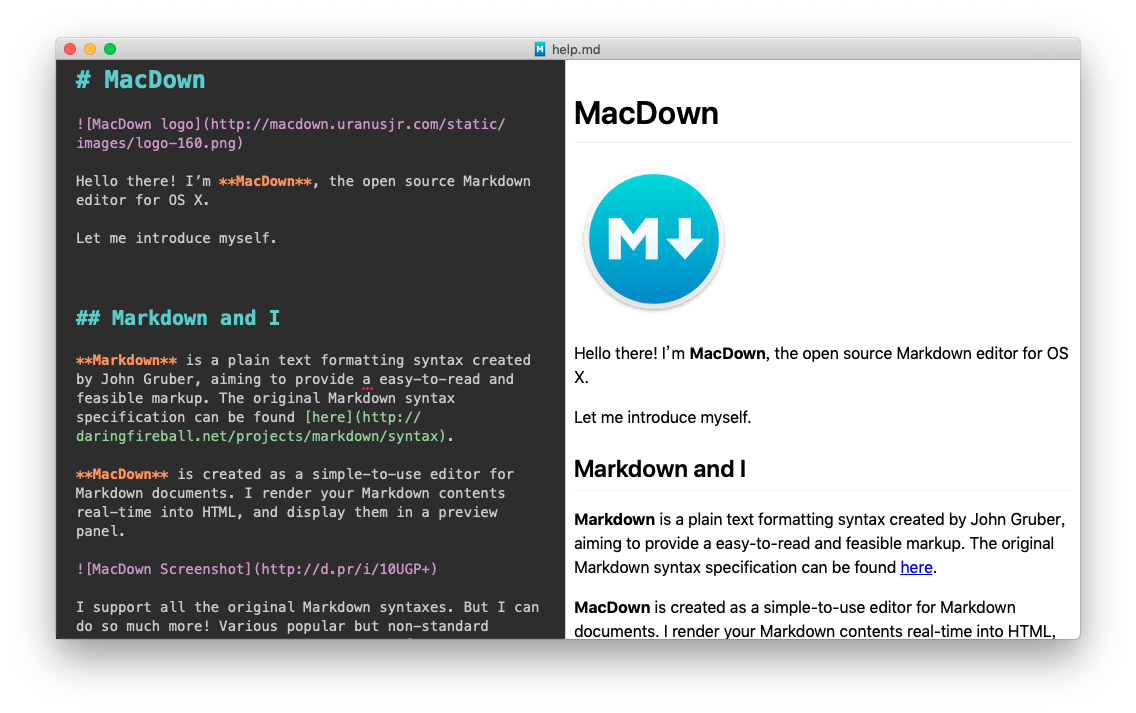 help.md
# MacDown
![MacDown logo](http://macdown.uranusjr.com/static/
images/logo-160.png)
Hello there! I’m **MacDown**, the open source Markdown
editor for OS X.
Let me introduce myself.
## Markdown and I
**Markdown** is a plain text formatting syntax created
by John Gruber, aiming to provide a easy-to-read and
feasible markup. The original Markdown syntax
specification can be found [here](http://
daringfireball.net/projects/markdown/syntax).
**MacDown** is created as a simple-to-use editor for
Markdown documents. I render your Markdown contents
real-time into HTML, and display them in a preview
panel.
![MacDown Screenshot](http://d.pr/i/10UGP+)
I support all the original Markdown syntaxes. But I can
do so much more! Various popular but non-standard
MacDown
M
Hello there! I’m MacDown, the open source Markdown editor for OS
X.
Let me introduce myself.
Markdown and I
Markdown is a plain text formatting syntax created by John Gruber,
aiming to provide a easy-to-read and feasible markup. The original
Markdown syntax specification can be found here.
MacDown is created as a simple-to-use editor for Markdown
documents. I render your Markdown contents real-time into HTML,